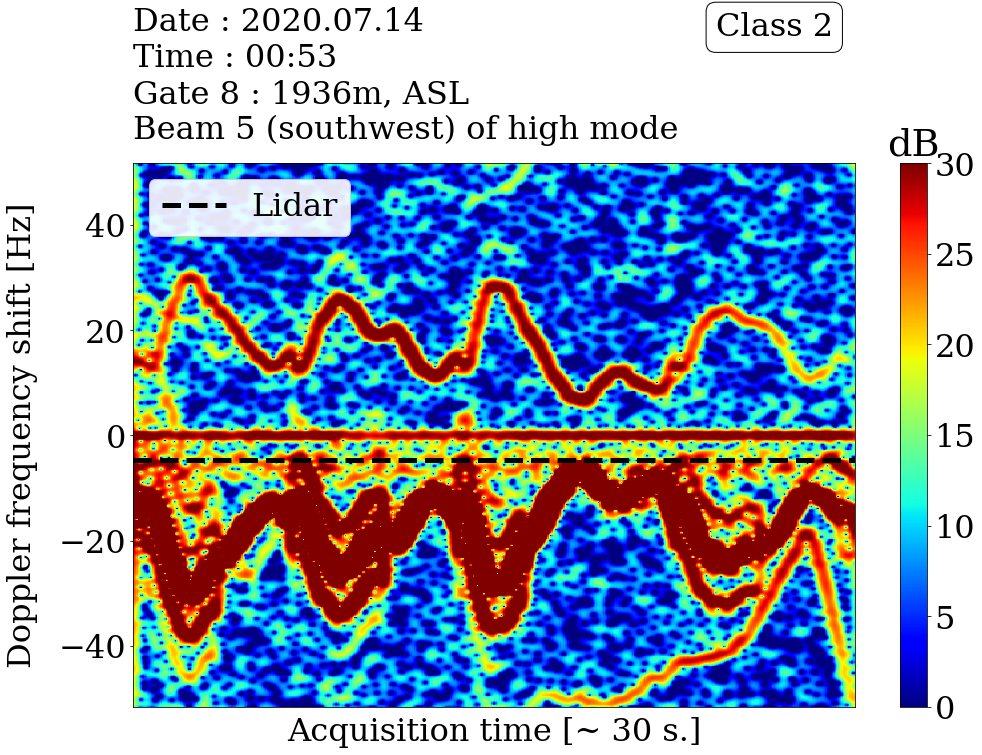 Date : 2020.07.14
Time : 00:53
Gate 8 : 1936m, ASL
Beam 5 (southwest) of high mode
Class 2
dB
Lidar
Doppler frequency shift [Hz]
40
20
0
−20
−40
Acquisition time [~ 30 s.]
30
25
20
15
10
5
0